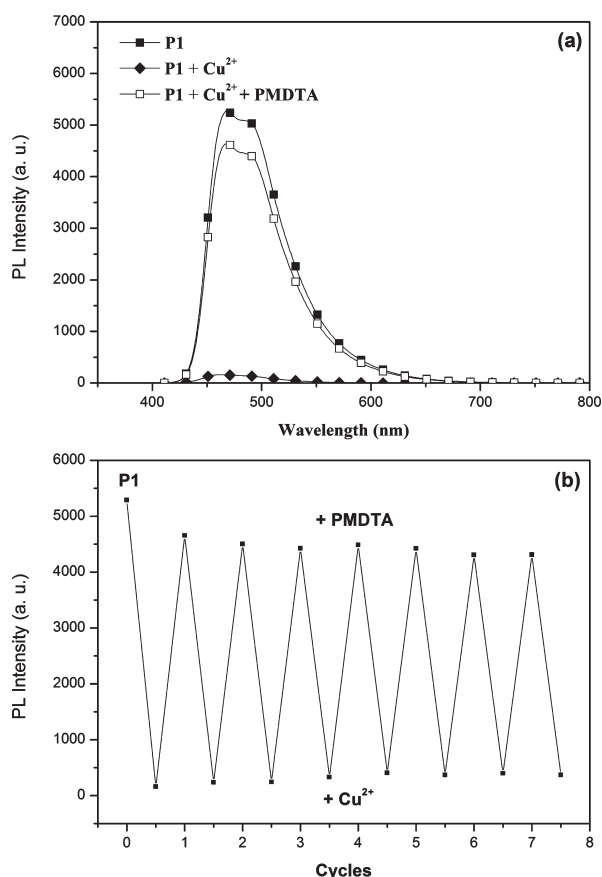 7000
6000
5000
4000
3000
2000
1000
0
PL Intensity (a. u.)
P1
P1 + Cu²⁺
P1 + Cu²⁺ + PMDTA
(a)
400 500 600 700 800
Wavelength (nm)
6000
5000
4000
3000
2000
1000
0
PL Intensity (a. u.)
P1
(b)
+ PMDTA
+ Cu²⁺
0 1 2 3 4 5 6 7 8
Cycles